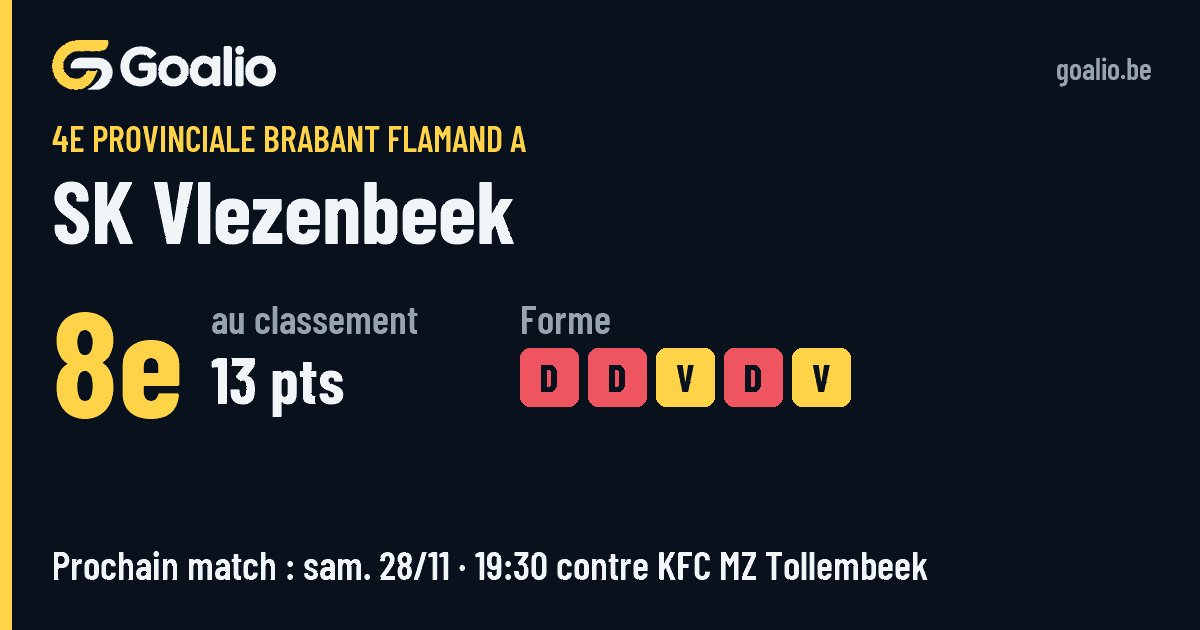 Goalio
goalio.be
4E PROVINCIALE BRABANT FLAMAND A
SK Vlezenbeek
8e
au classement
13 pts
Forme
D D V D V
Prochain match : sam. 28/11 · 19:30 contre KFC MZ Tollembeek